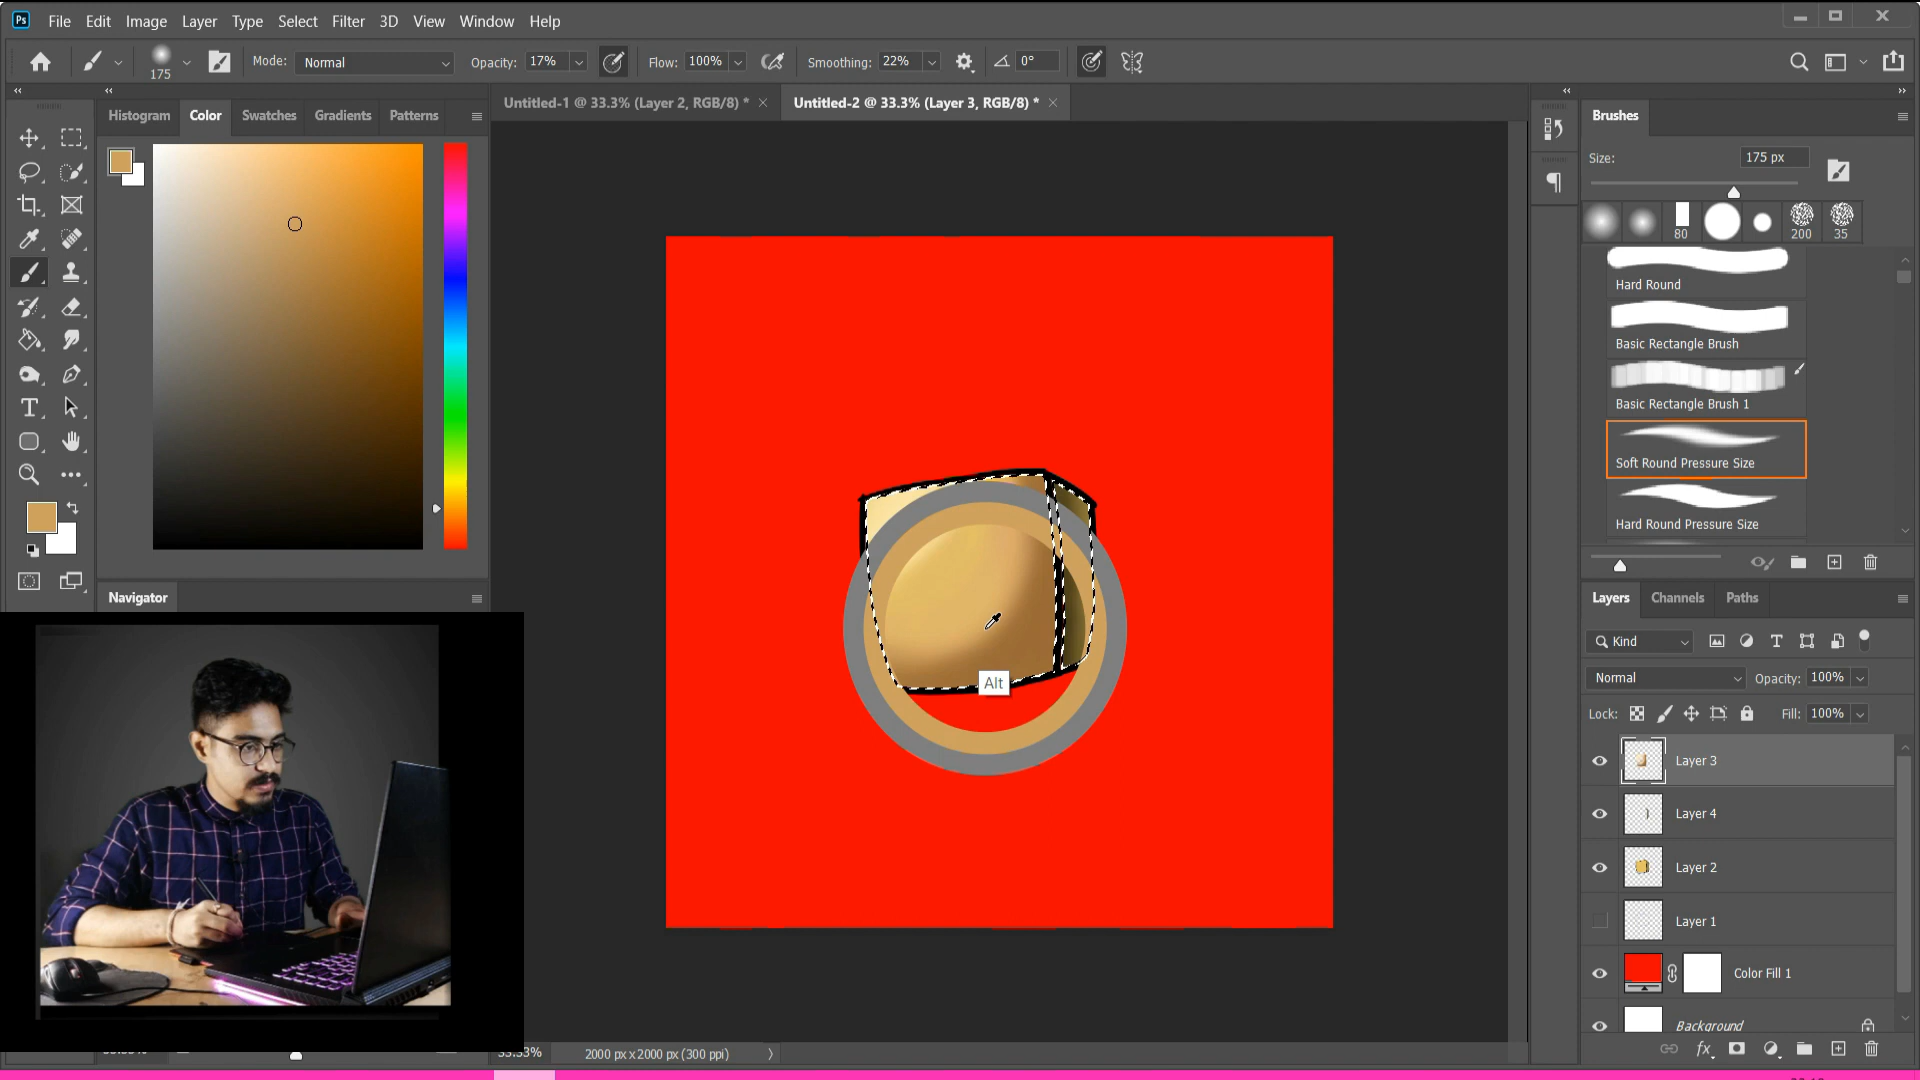 Ps File Edit Image Layer Type Select Filter 3D View Window Help
175 Mode: Normal Opacity: 17% Flow: 100% Smoothing: 22% 0°
Untitled-1 @ 33.3% (Layer 2, RGB/8) * Untitled-2 @ 33.3% (Layer 3, RGB/8) *
Histogram Color Swatches Gradients Patterns
Navigator
Alt
2000 px x 2000 px (300 ppi)
Brushes
Size: 175 px
80 200 35
Hard Round
Basic Rectangle Brush
Basic Rectangle Brush 1
Soft Round Pressure Size
Hard Round Pressure Size
Layers Channels Paths
Kind
Normal Opacity: 100%
Lock: Fill: 100%
Layer 3
Layer 4
Layer 2
Layer 1
Color Fill 1
Background